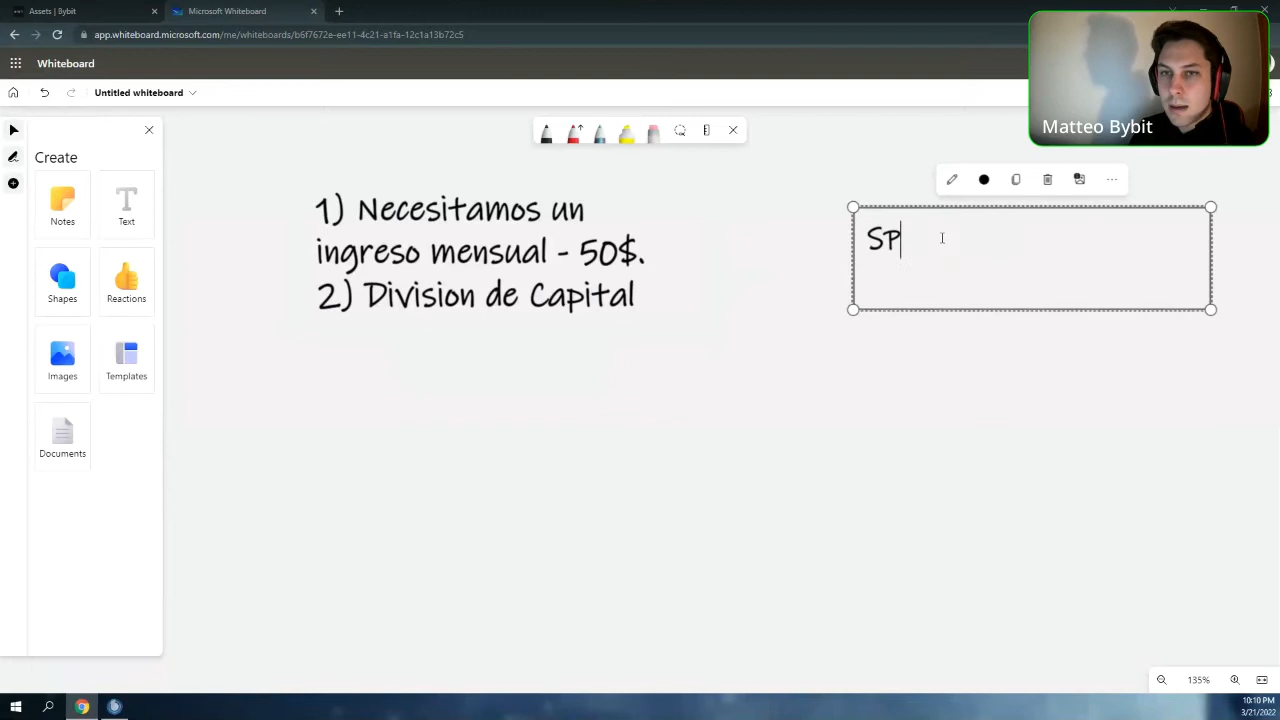 Assets | Bybit
Microsoft Whiteboard
app.whiteboard.microsoft.com/me/whiteboards/b6f7672e-ee11-4c21-a1fa-12c1a13b72c5
Whiteboard
Untitled whiteboard
Matteo Bybit
Create
Notes
Text
Shapes
Reactions
Images
Templates
Documents
1) Necesitamos un
ingreso mensual - 50$.
2) Division de Capital
SP
135%
10:10 PM
3/21/2022